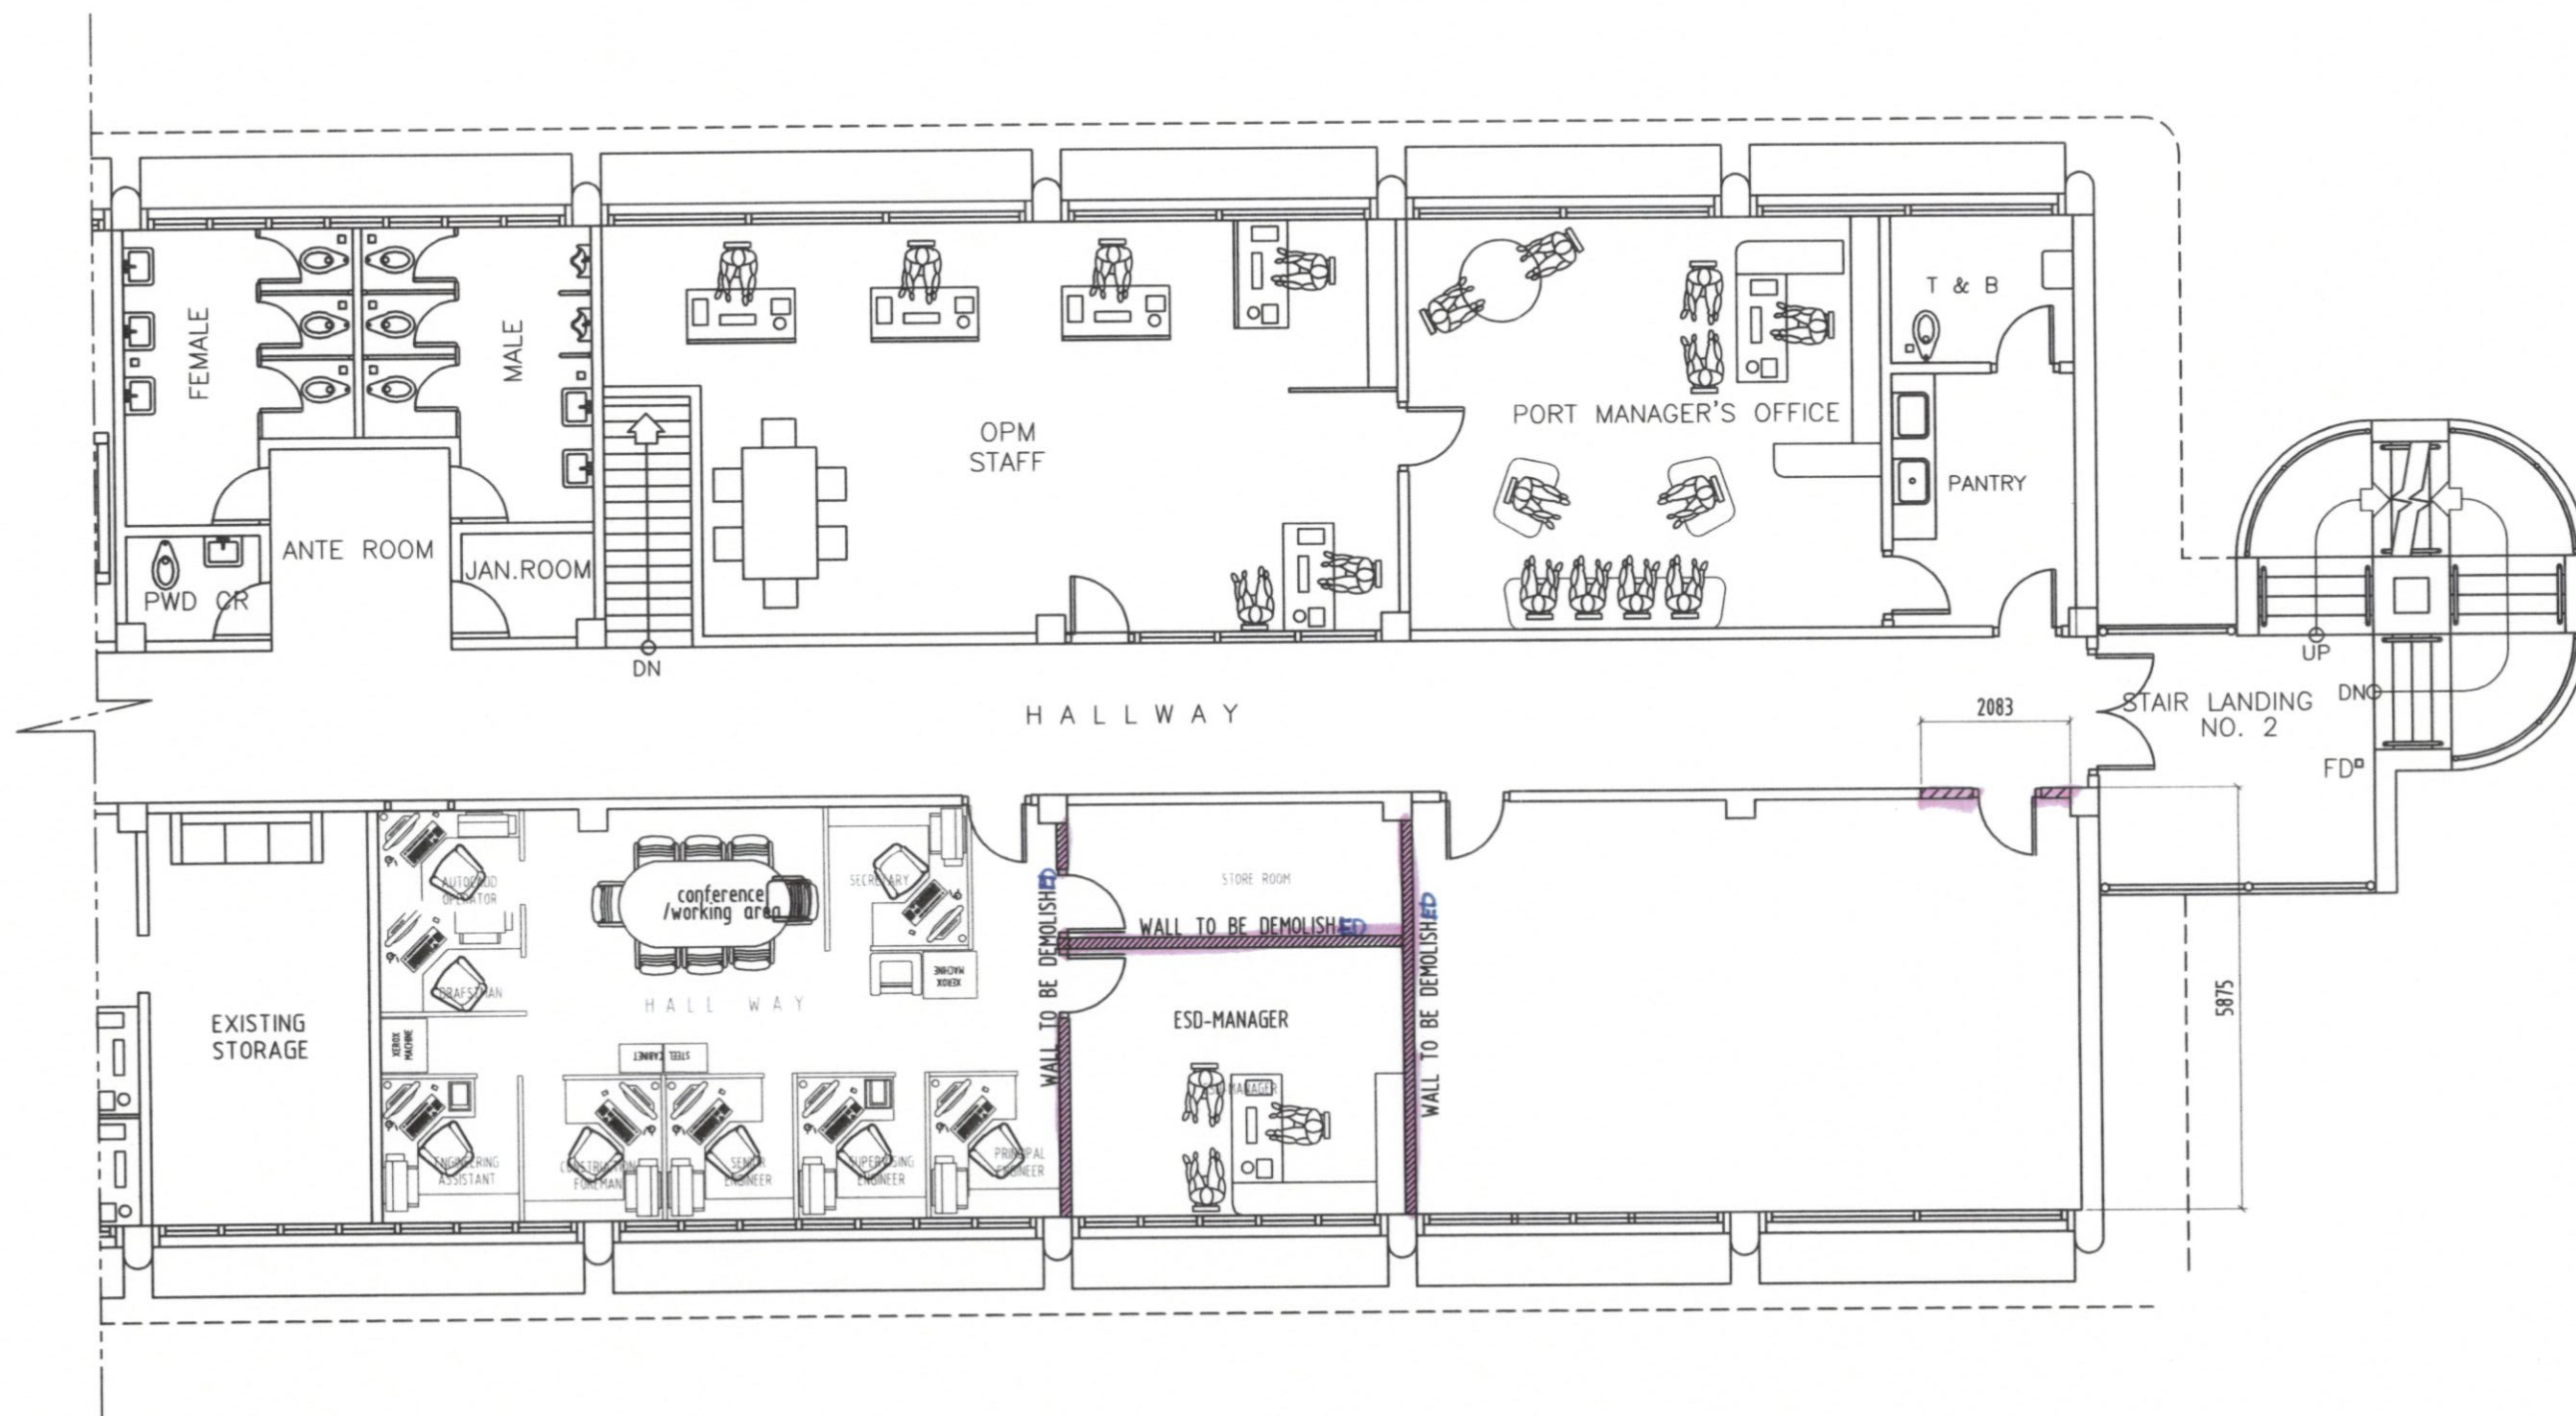 FEMALE
MALE
T & B
OPM
STAFF
PORT MANAGER'S OFFICE
PANTRY
ANTE ROOM
JAN.ROOM
PWD CR
DN
UP
DN
STAIR LANDING
NO. 2
FD
HALLWAY
2083
5875
AUTOCADD
OPERATOR
conference
/working area
SECRETARY
STORE ROOM
WALL TO BE DEMOLISHED
WALL TO BE DEMOLISHED
WALL TO BE DEMOLISHED
XEROX
MACHINE
DRAFSTMAN
HALL WAY
EXISTING
STORAGE
XEROX
MACHINE
STEEL CABINET
ESD-MANAGER
ENGINEERING
ASSISTANT
CONSTRUCTION
FOREMAN
SENIOR
ENGINEER
SUPERVISING
ENGINEER
PRINCIPAL
ENGINEER